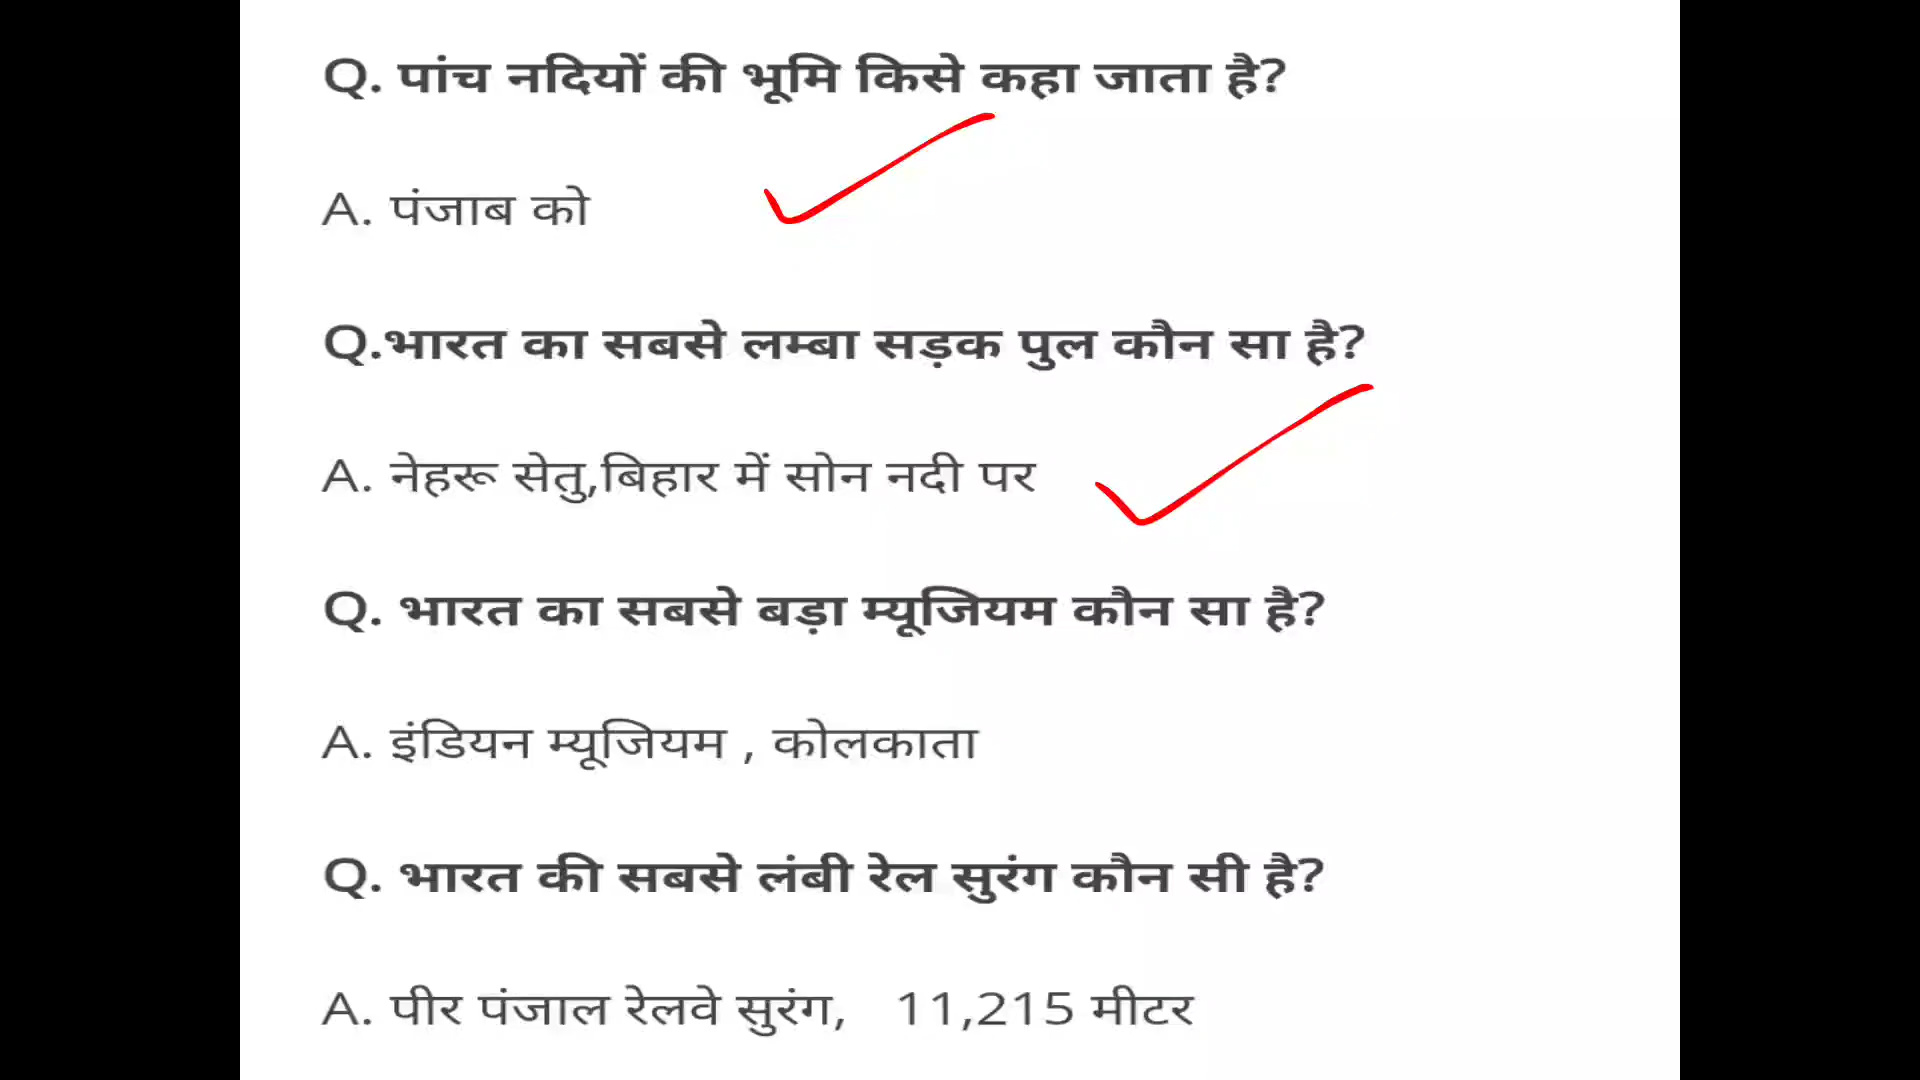 Q. पांच नदियों की भूमि किसे कहा जाता है?
A. पंजाब को
Q.भारत का सबसे लम्बा सड़क पुल कौन सा है?
A. नेहरू सेतु,बिहार में सोन नदी पर
Q. भारत का सबसे बड़ा म्यूजियम कौन सा है?
A. इंडियन म्यूजियम , कोलकाता
Q. भारत की सबसे लंबी रेल सुरंग कौन सी है?
A. पीर पंजाल रेलवे सुरंग, 11,215 मीटर